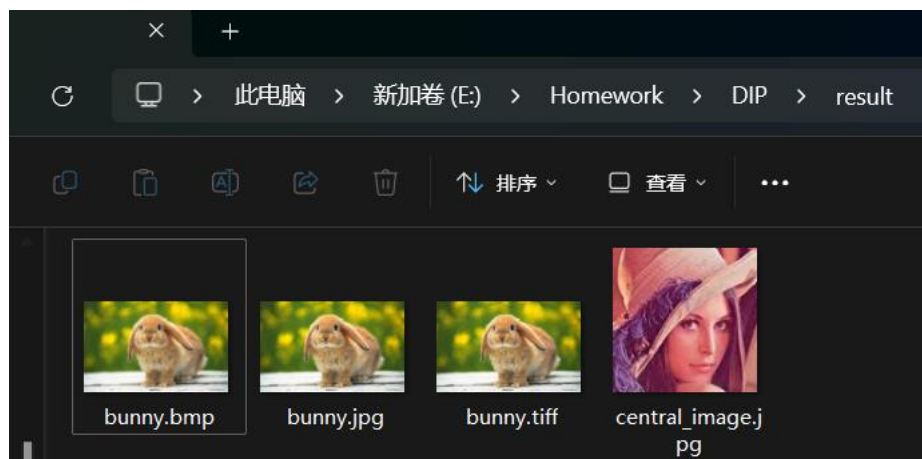 此电脑 > 新加卷 (E:) > Homework > DIP > result
排序 查看
bunny.bmp bunny.jpg bunny.tiff central_image.j
pg